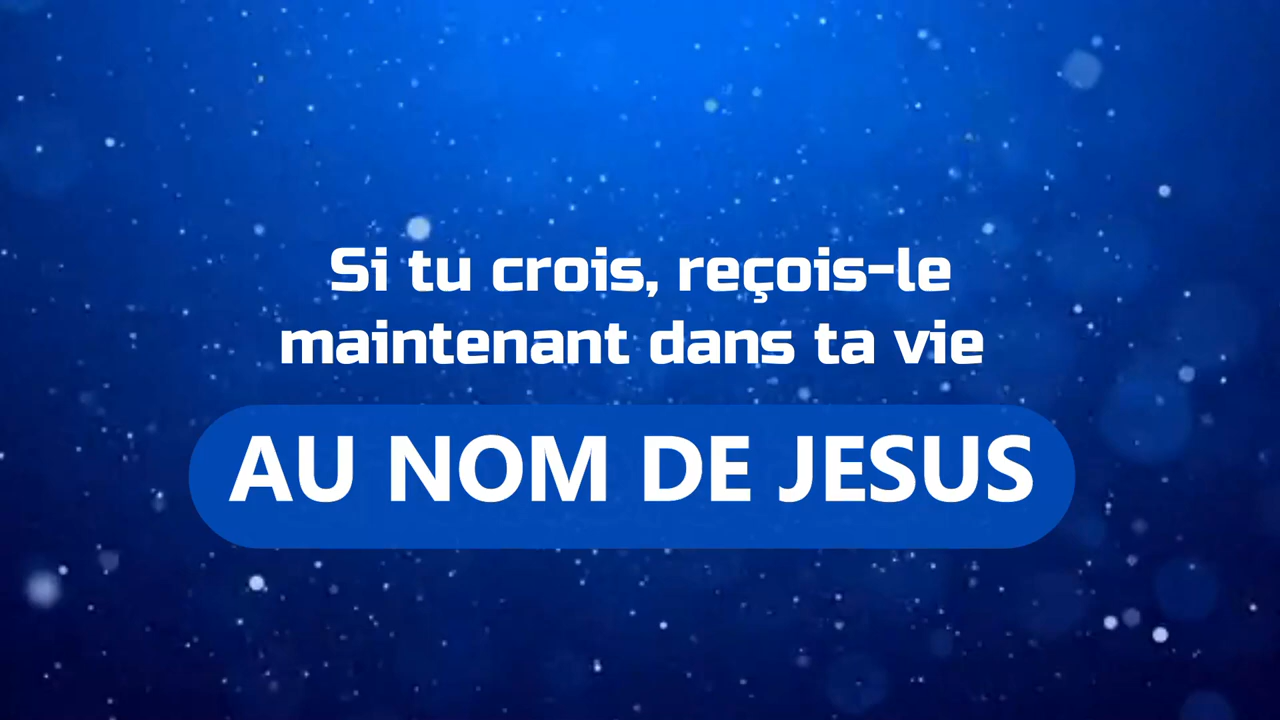 Si tu crois, reçois-le
maintenant dans ta vie
AU NOM DE JESUS